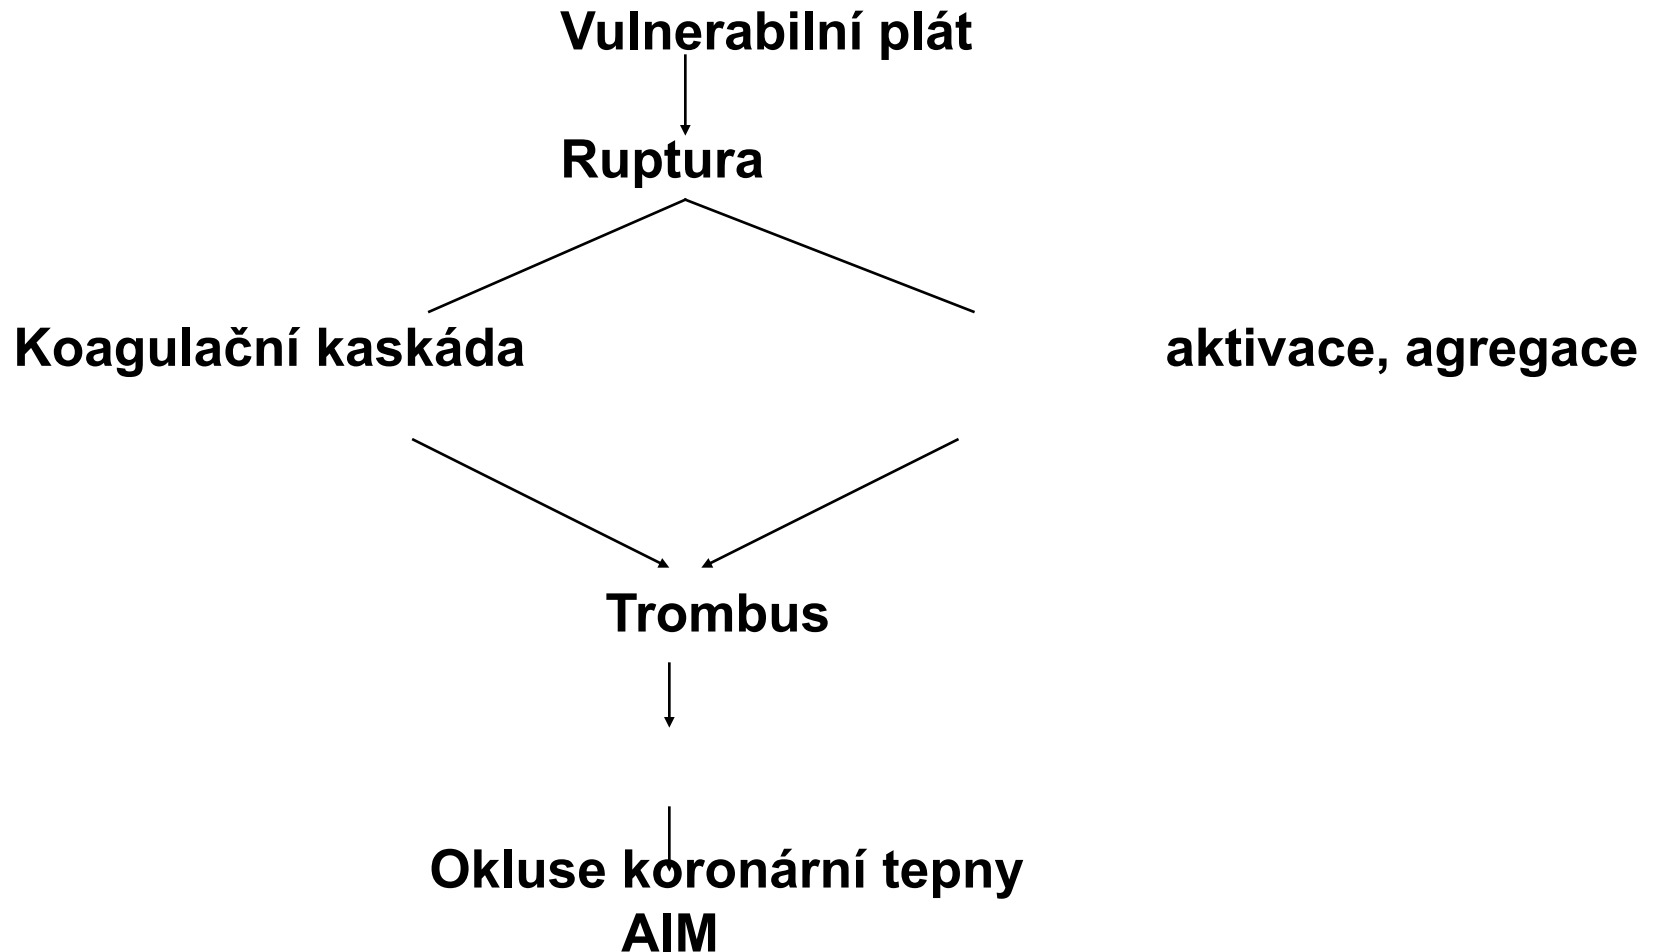 Vulnerabilní plát
Ruptura
Koagulační kaskáda
aktivace, agregace
Trombus
Okluse koronární tepny
AIM